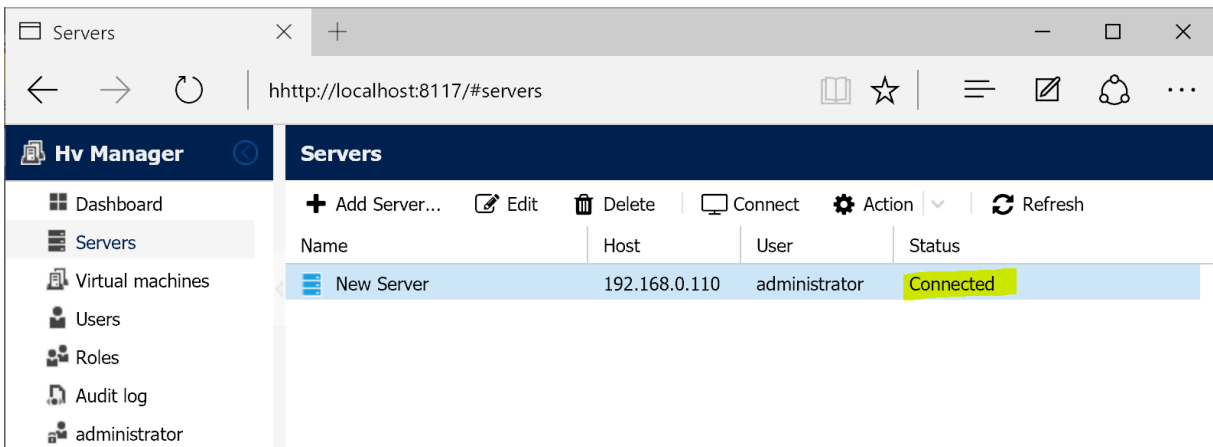 Servers
hhttp://localhost:8117/#servers
Hv Manager
Servers
Dashboard
Servers
Virtual machines
Users
Roles
Audit log
administrator
Add Server... Edit Delete Connect Action Refresh
Name Host User Status
New Server 192.168.0.110 administrator Connected